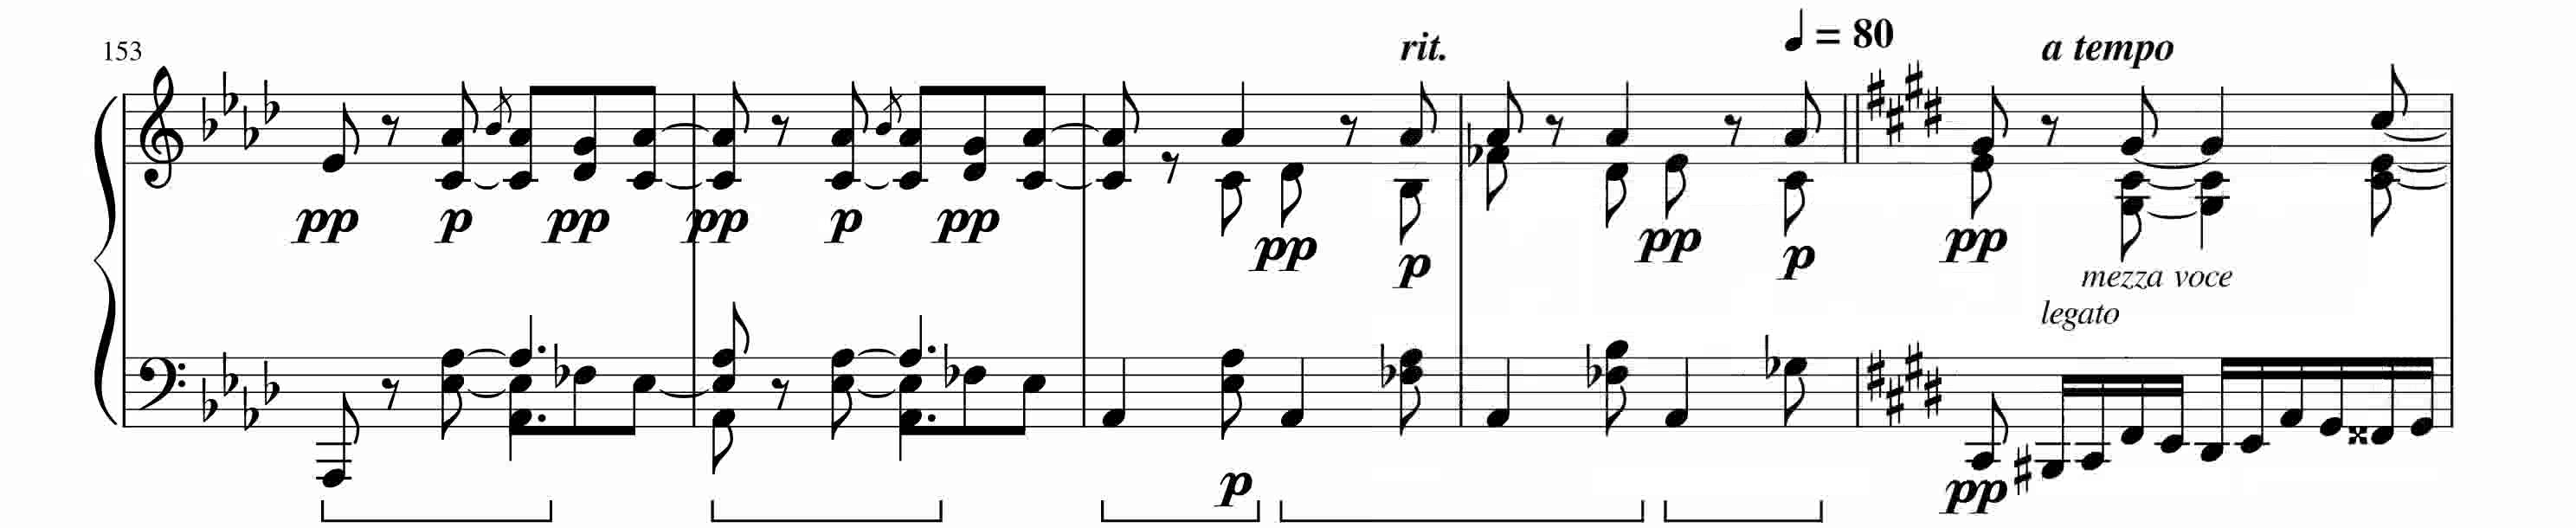 153
rit.
♩ = 80
a tempo
pp p pp pp p pp pp p pp p pp
mezza voce
legato
p pp